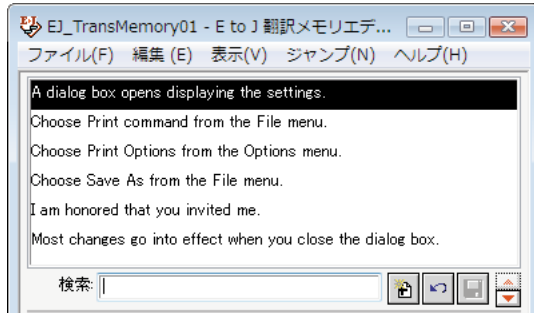 EJ_TransMemory01 - E to J 翻訳メモリエデ...
ファイル(F) 編集(E) 表示(V) ジャンプ(N) ヘルプ(H)
A dialog box opens displaying the settings.
Choose Print command from the File menu.
Choose Print Options from the Options menu.
Choose Save As from the File menu.
I am honored that you invited me.
Most changes go into effect when you close the dialog box.
検索: